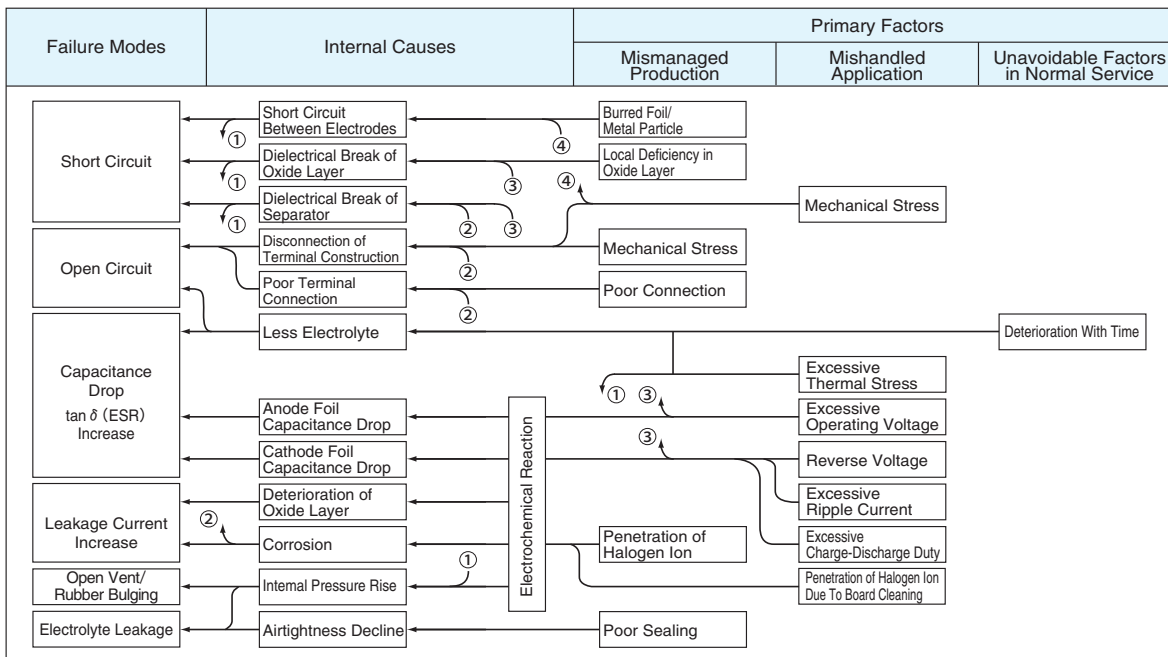 Failure Modes
Internal Causes
Primary Factors
Mismanaged
Production
Mishandled
Application
Unavoidable Factors
in Normal Service
Short Circuit
Short Circuit
Between Electrodes
①
④
Burred Foil/
Metal Particle
Dielectrical Break of
Oxide Layer
①
③
Local Deficiency in
Oxide Layer
④
Dielectrical Break of
Separator
①
②
③
Mechanical Stress
Open Circuit
Disconnection of
Terminal Construction
②
Mechanical Stress
Poor Terminal
Connection
②
Poor Connection
Less Electrolyte
Deterioration With Time
Capacitance
Drop
tan δ (ESR)
Increase
①
③
Excessive
Thermal Stress
Anode Foil
Capacitance Drop
Excessive
Operating Voltage
③
Cathode Foil
Capacitance Drop
Electrochemical Reaction
Reverse Voltage
Leakage Current
Increase
Deterioration of
Oxide Layer
Excessive
Ripple Current
②
Corrosion
Penetration of
Halogen Ion
Excessive
Charge-Discharge Duty
Open Vent/
Rubber Bulging
Internal Pressure Rise
①
Penetration of Halogen Ion
Due To Board Cleaning
Electrolyte Leakage
Airtightness Decline
Poor Sealing